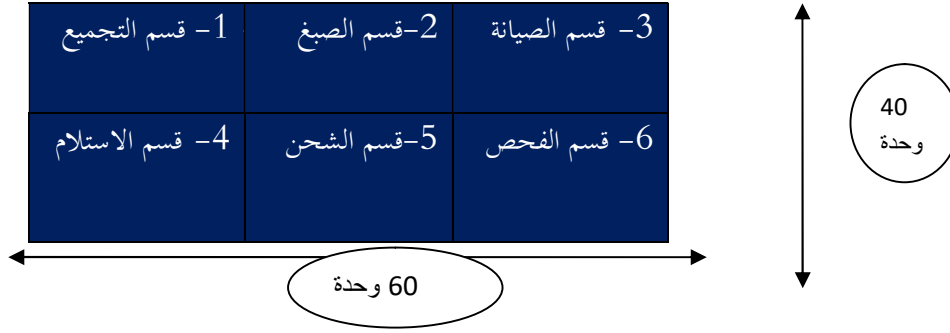 1- قسم التجميع
2-قسم الصبغ
3- قسم الصيانة
4- قسم الاستلام
5-قسم الشحن
6- قسم الفحص
40
وحدة
60 وحدة